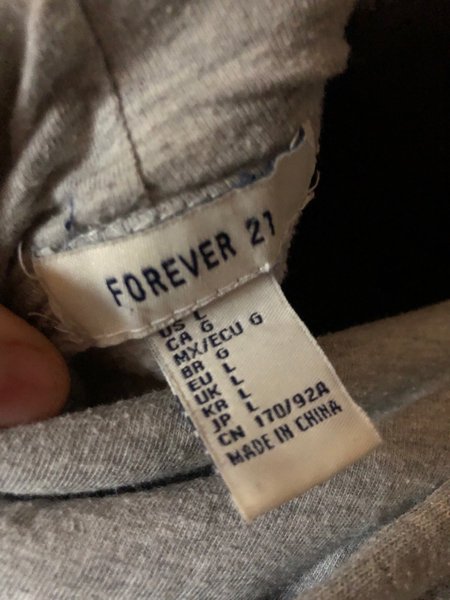 FOREVER 21
US L
CA G
MX/ECU G
BR G
EU L
UK L
KR L
JP L
CN 170/92A
MADE IN CHINA